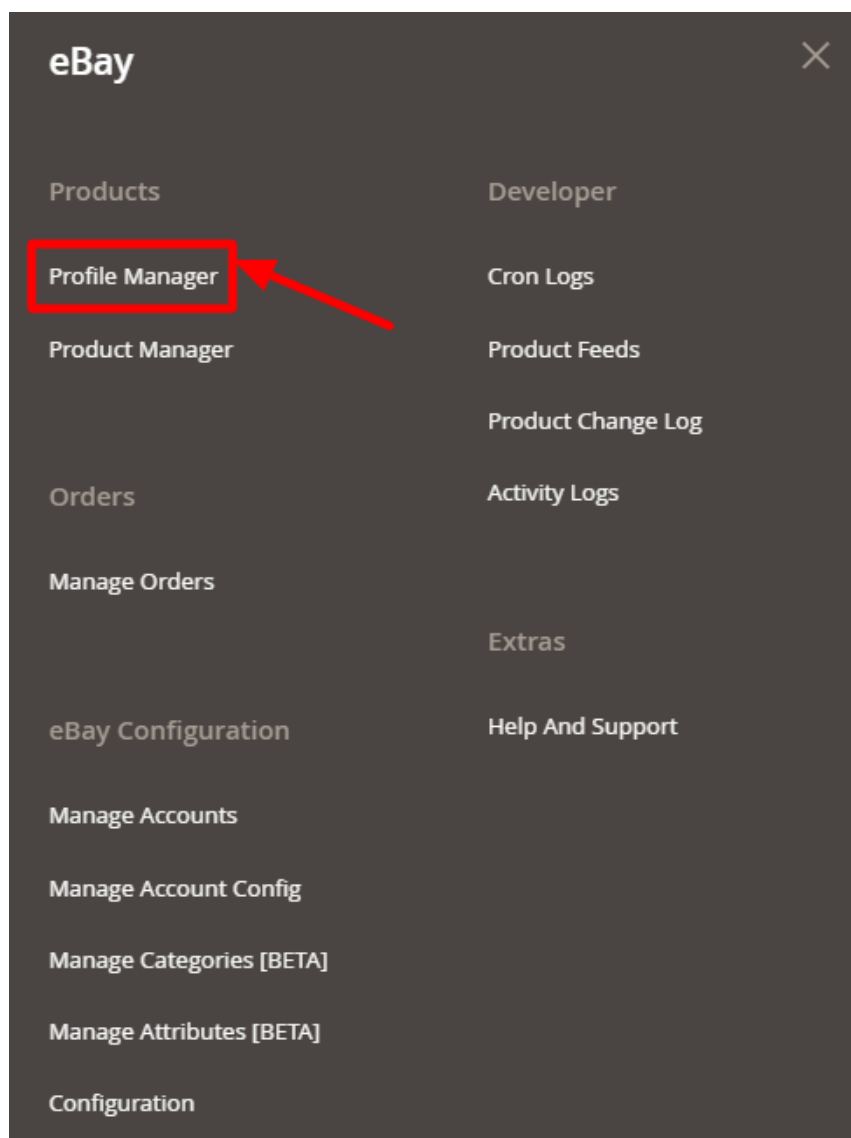 eBay
Products
Profile Manager
Product Manager
Orders
Manage Orders
eBay Configuration
Manage Accounts
Manage Account Config
Manage Categories [BETA]
Manage Attributes [BETA]
Configuration
Developer
Cron Logs
Product Feeds
Product Change Log
Activity Logs
Extras
Help And Support